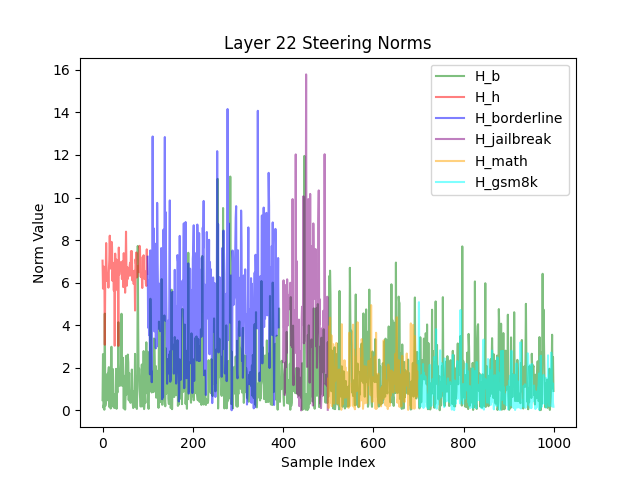 Layer 22 Steering Norms
16
14
12
10
8
6
4
2
0
Norm Value
H_b
H_h
H_borderline
H_jailbreak
H_math
H_gsm8k
0
200
400
600
800
1000
Sample Index